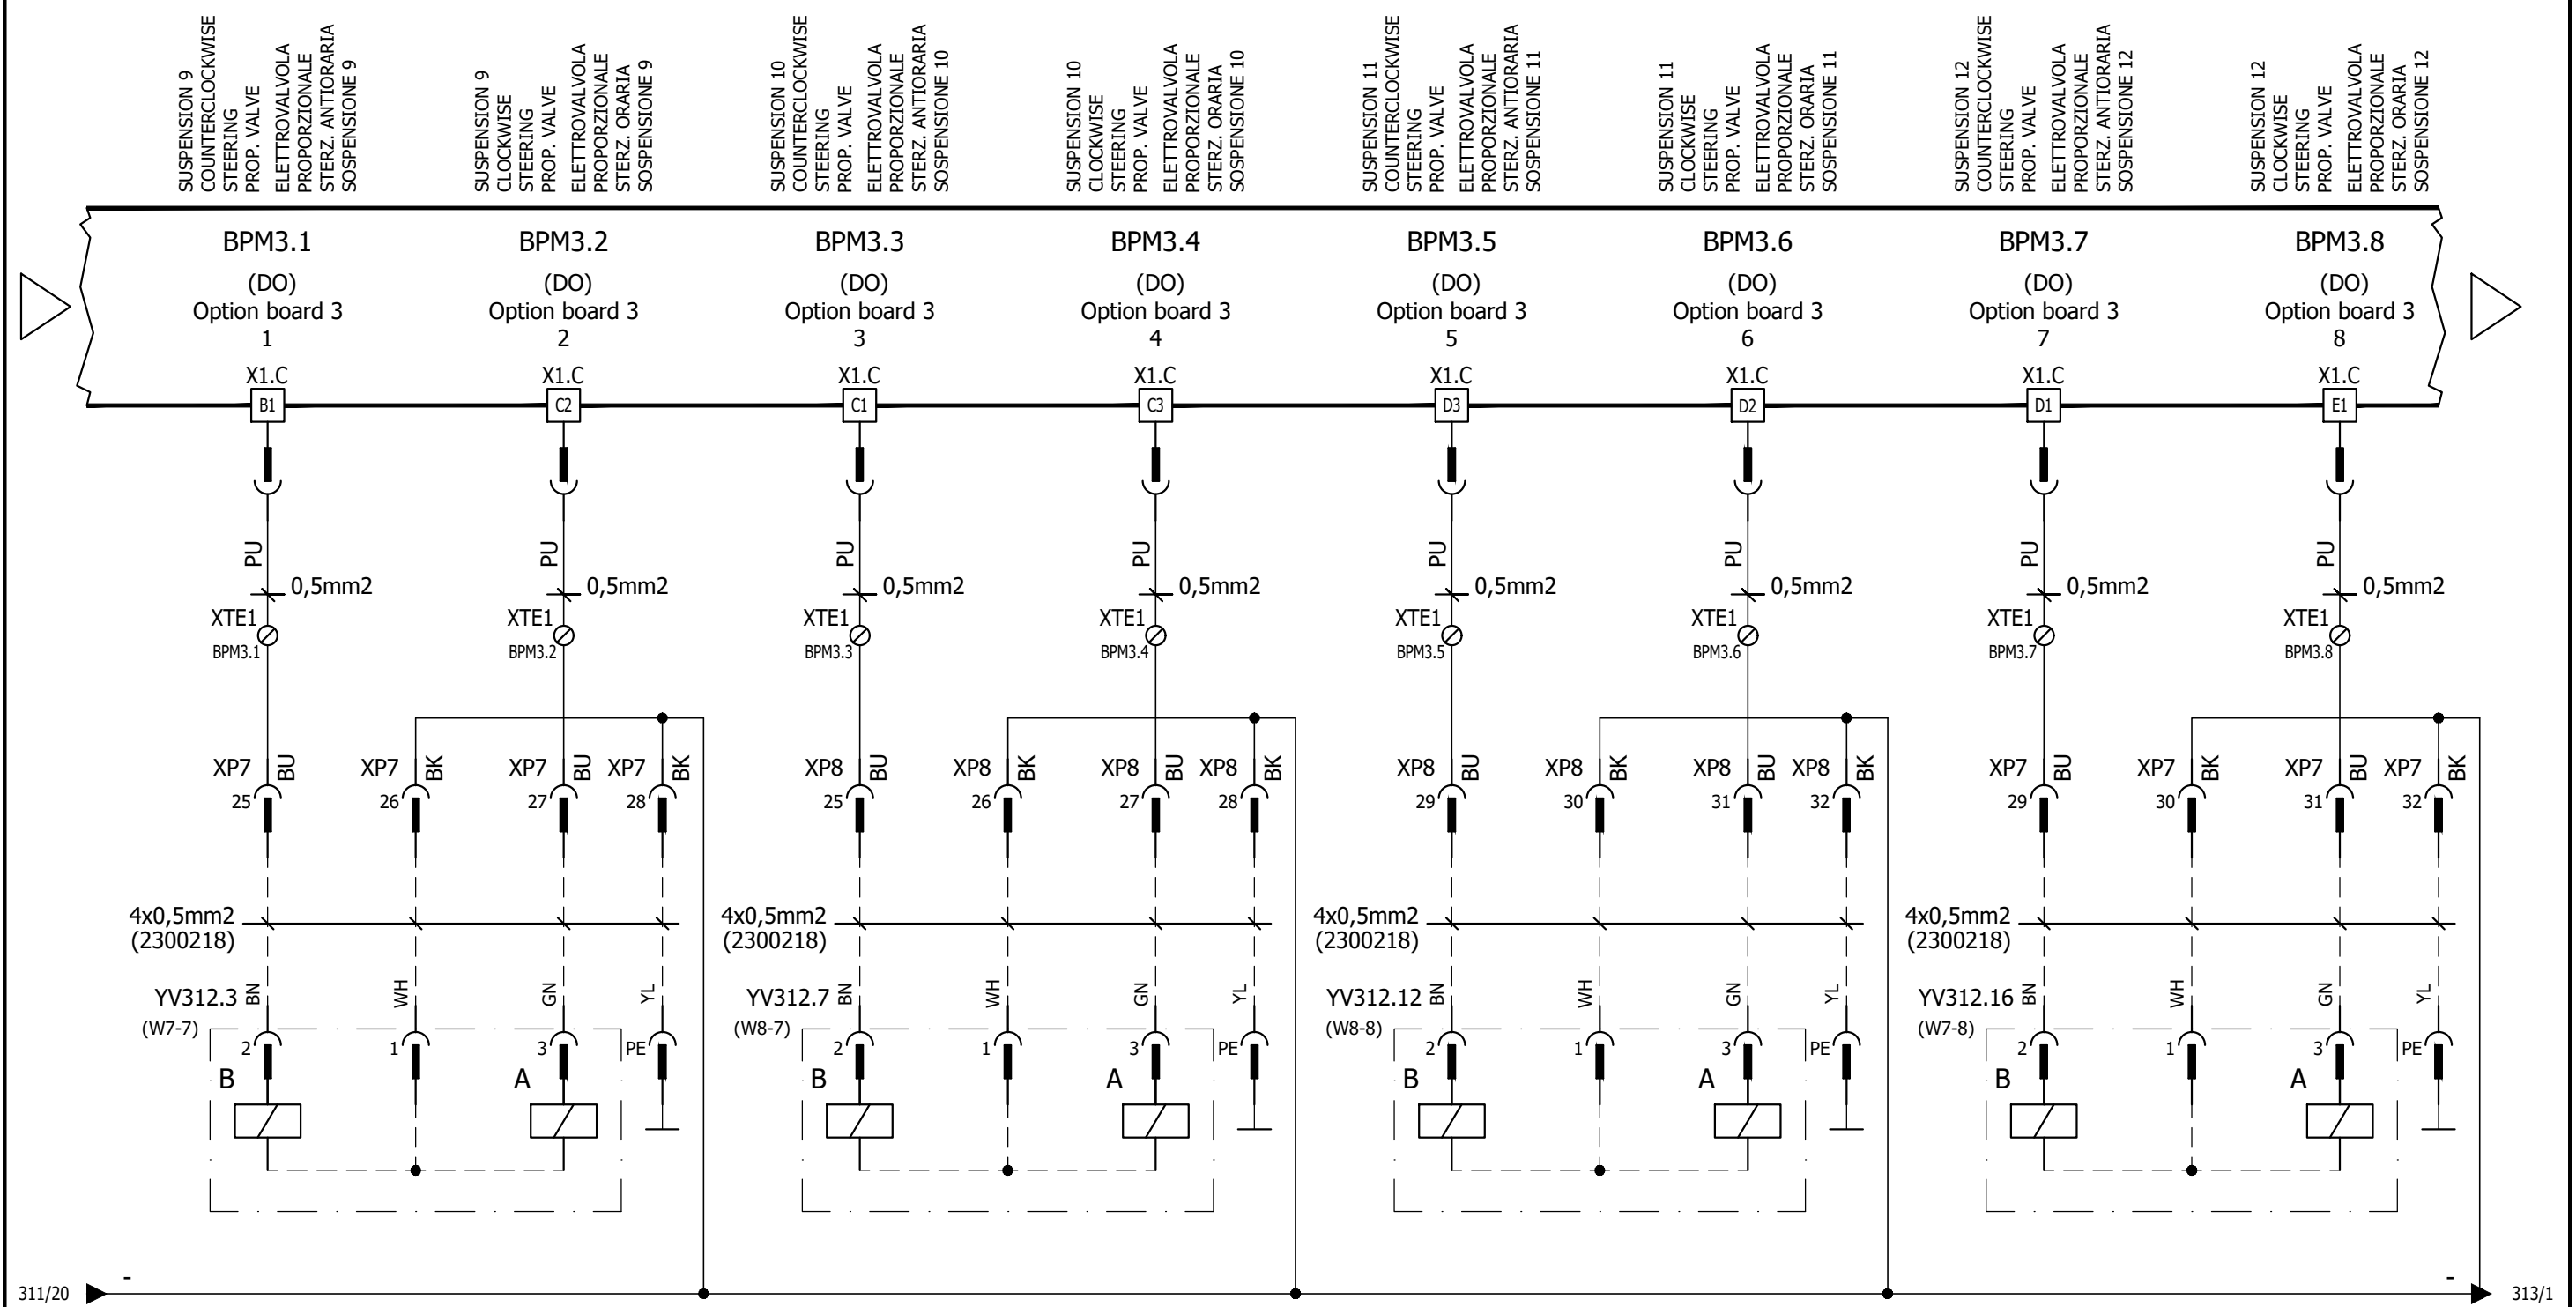 SUSPENSION 9
COUNTERCLOCKWISE
STEERING
PROP. VALVE
ELETTROVALVOLA
PROPORZIONALE
STERZ. ANTIORARIA
SOSPENSIONE 9
SUSPENSION 9
CLOCKWISE
STEERING
PROP. VALVE
ELETTROVALVOLA
PROPORZIONALE
STERZ. ORARIA
SOSPENSIONE 9
SUSPENSION 10
COUNTERCLOCKWISE
STEERING
PROP. VALVE
ELETTROVALVOLA
PROPORZIONALE
STERZ. ANTIORARIA
SOSPENSIONE 10
SUSPENSION 10
CLOCKWISE
STEERING
PROP. VALVE
ELETTROVALVOLA
PROPORZIONALE
STERZ. ORARIA
SOSPENSIONE 10
SUSPENSION 11
COUNTERCLOCKWISE
STEERING
PROP. VALVE
ELETTROVALVOLA
PROPORZIONALE
STERZ. ANTIORARIA
SOSPENSIONE 11
SUSPENSION 11
CLOCKWISE
STEERING
PROP. VALVE
ELETTROVALVOLA
PROPORZIONALE
STERZ. ORARIA
SOSPENSIONE 11
SUSPENSION 12
COUNTERCLOCKWISE
STEERING
PROP. VALVE
ELETTROVALVOLA
PROPORZIONALE
STERZ. ANTIORARIA
SOSPENSIONE 12
SUSPENSION 12
CLOCKWISE
STEERING
PROP. VALVE
ELETTROVALVOLA
PROPORZIONALE
STERZ. ORARIA
SOSPENSIONE 12
BPM3.1 BPM3.2 BPM3.3 BPM3.4 BPM3.5 BPM3.6 BPM3.7 BPM3.8
(DO) (DO) (DO) (DO) (DO) (DO) (DO) (DO)
Option board 3 Option board 3 Option board 3 Option board 3 Option board 3 Option board 3 Option board 3 Option board 3
1 2 3 4 5 6 7 8
X1.C X1.C X1.C X1.C X1.C X1.C X1.C X1.C
B1 C2 C1 C3 D3 D2 D1 E1
PU PU PU PU PU PU PU PU
0,5mm2 0,5mm2 0,5mm2 0,5mm2 0,5mm2 0,5mm2 0,5mm2 0,5mm2
XTE1 XTE1 XTE1 XTE1 XTE1 XTE1 XTE1 XTE1
BPM3.1 BPM3.2 BPM3.3 BPM3.4 BPM3.5 BPM3.6 BPM3.7 BPM3.8
XP7 BU XP7 BK XP7 BU XP7 BK XP8 BU XP8 BK XP8 BU XP8 BK XP8 BU XP8 BK XP8 BU XP8 BK XP7 BU XP7 BK XP7 BU XP7 BK
25 26 27 28 25 26 27 28 29 30 31 32 29 30 31 32
4x0,5mm2 4x0,5mm2 4x0,5mm2 4x0,5mm2
(2300218) (2300218) (2300218) (2300218)
YV312.3 BN WH GN YL YV312.7 BN WH GN YL YV312.12 BN WH GN YL YV312.16 BN WH GN YL
(W7-7) (W8-7) (W8-8) (W7-8)
2 1 3 PE 2 1 3 PE 2 1 3 PE 2 1 3 PE
B A B A B A B A
- -
311/20 313/1